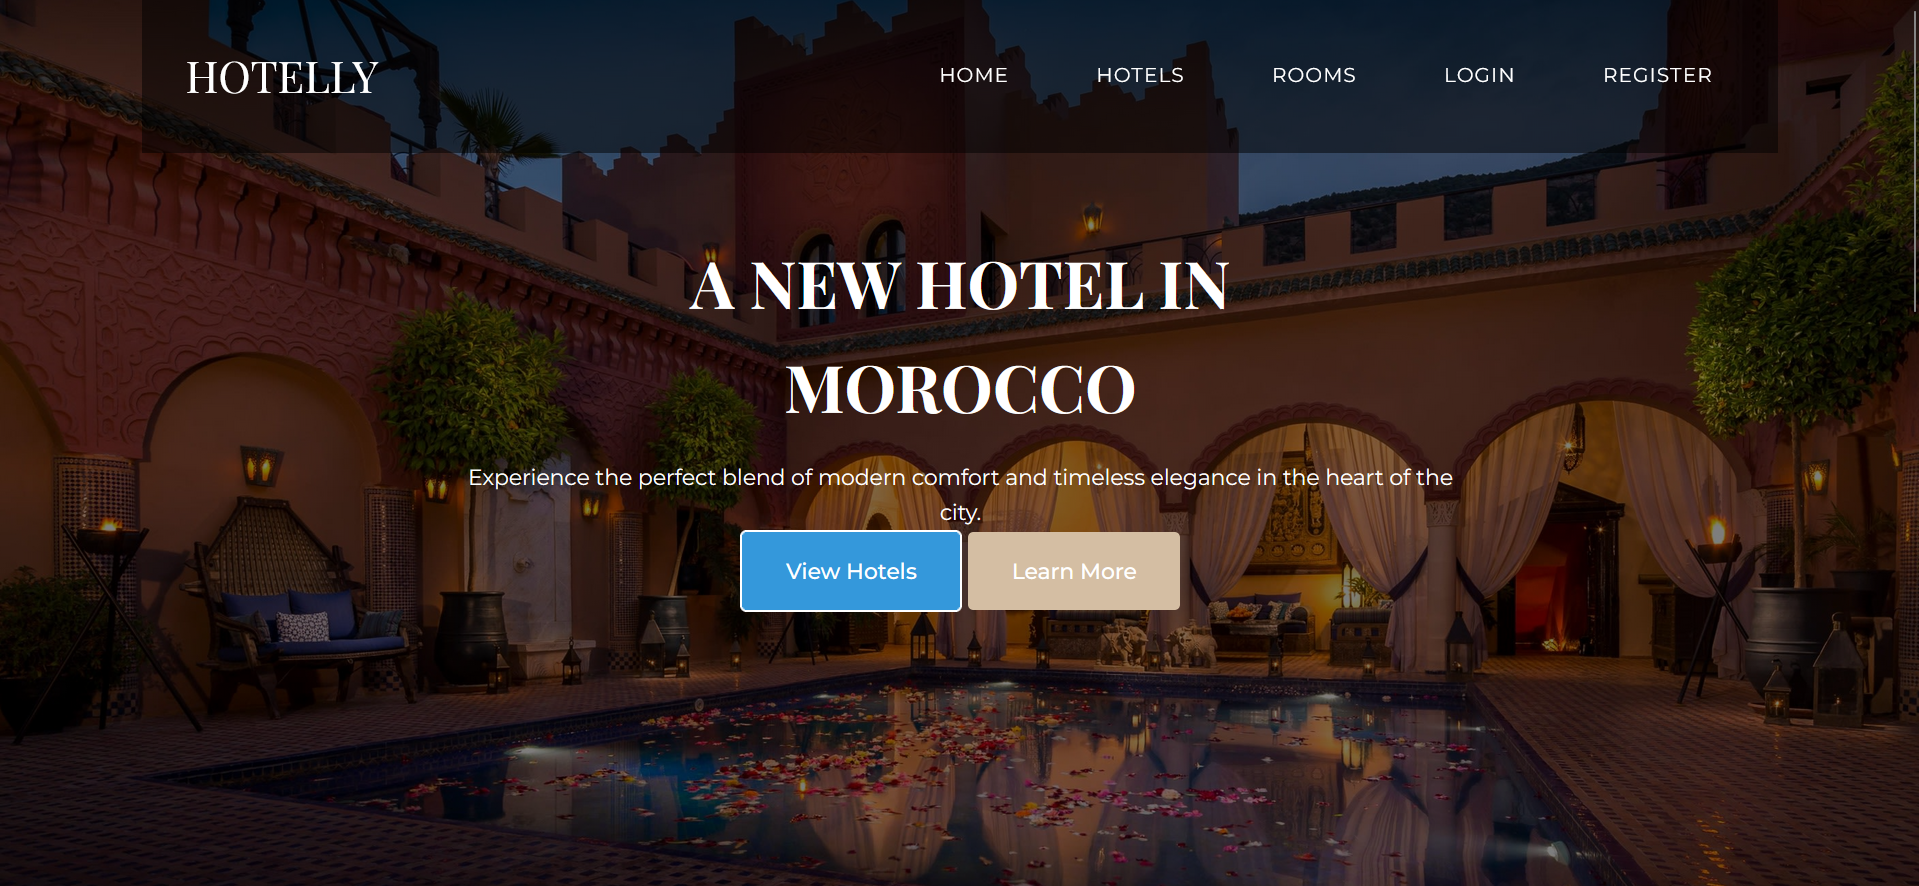 HOTELLY
HOME HOTELS ROOMS LOGIN REGISTER
A NEW HOTEL IN
MOROCCO
Experience the perfect blend of modern comfort and timeless elegance in the heart of the
city.
View Hotels Learn More